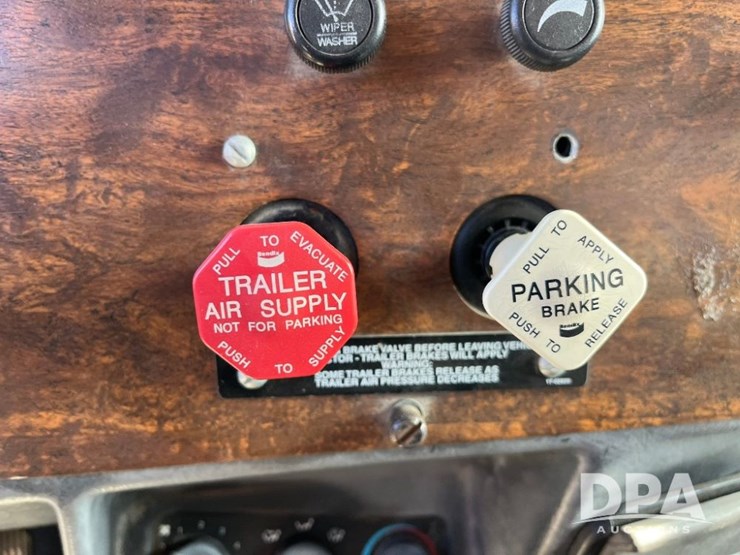 WIPER
WASHER
PULL TO EVACUATE
Bendix
TRAILER
AIR SUPPLY
NOT FOR PARKING
PUSH TO SUPPLY
PULL TO APPLY
PARKING
BRAKE
Bendix
PUSH TO RELEASE
BRAKE VALVE BEFORE LEAVING
- TRAILER BRAKES WILL APPLY
WARNING:
SOME TRAILER BRAKES RELEASE AS
TRAILER AIR PRESSURE DECREASES
DPA
AUCTIONS